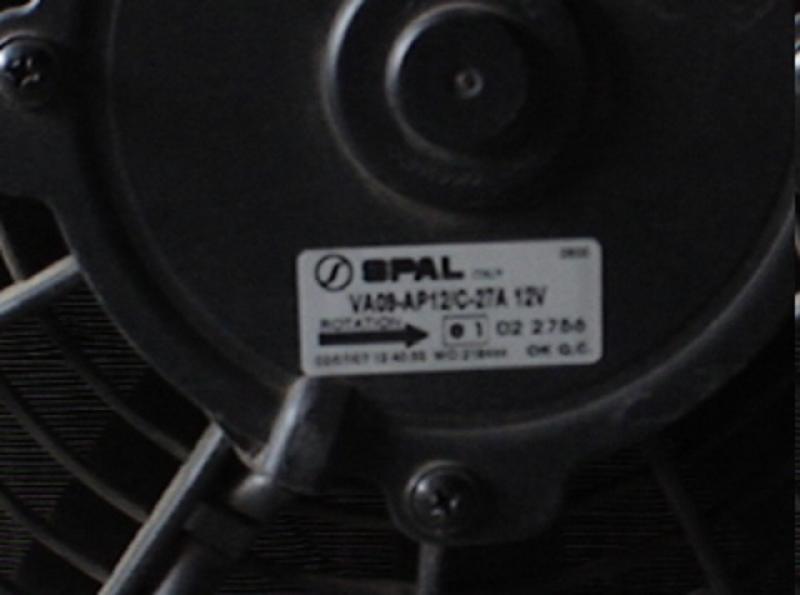 SPAL ITALY
VA09-AP12/C-27A 12V
ROTATION
e 1 02 2756
OK Q.C.